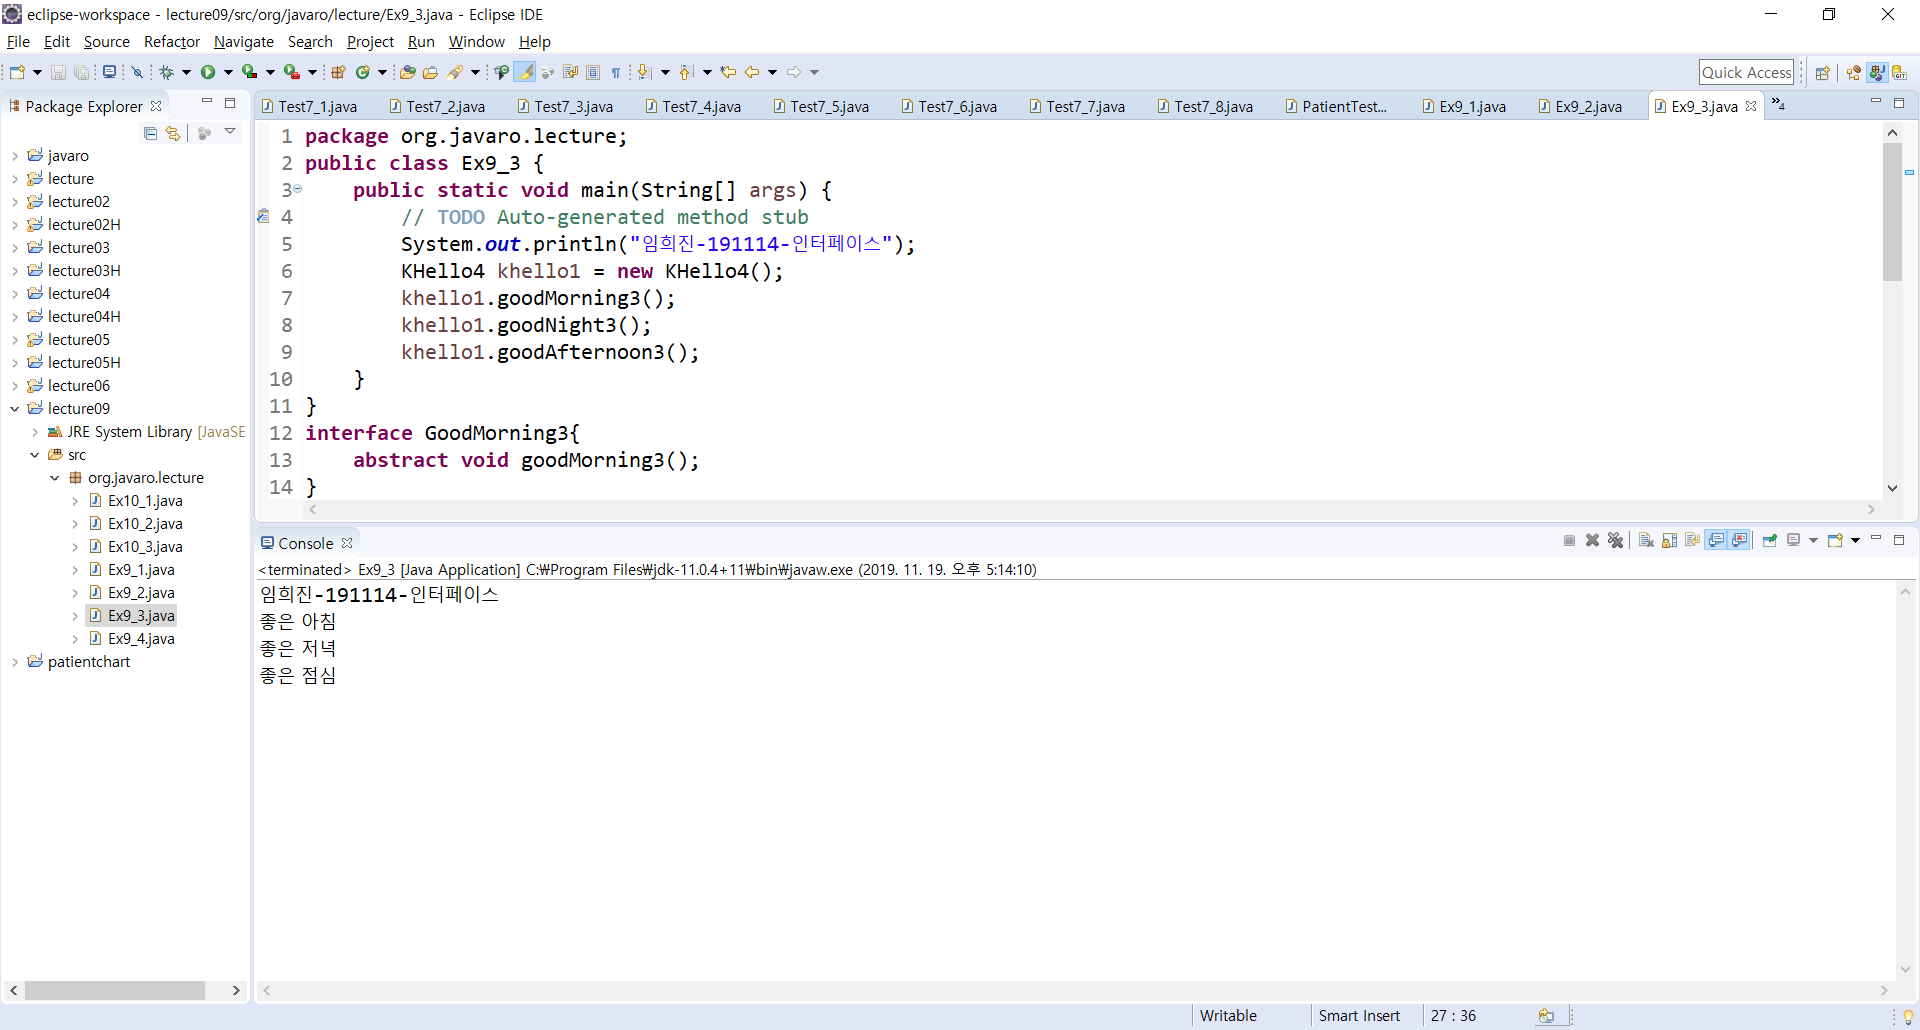 eclipse-workspace - lecture09/src/org/javaro/lecture/Ex9_3.java - Eclipse IDE
File Edit Source Refactor Navigate Search Project Run Window Help
Quick Access
Package Explorer
javaro
lecture
lecture02
lecture02H
lecture03
lecture03H
lecture04
lecture04H
lecture05
lecture05H
lecture06
lecture09
JRE System Library [JavaSE
src
org.javaro.lecture
Ex10_1.java
Ex10_2.java
Ex10_3.java
Ex9_1.java
Ex9_2.java
Ex9_3.java
Ex9_4.java
patientchart
Test7_1.java Test7_2.java Test7_3.java Test7_4.java Test7_5.java Test7_6.java Test7_7.java Test7_8.java PatientTest... Ex9_1.java Ex9_2.java Ex9_3.java »4
1 package org.javaro.lecture;
2 public class Ex9_3 {
3 public static void main(String[] args) {
4 // TODO Auto-generated method stub
5 System.out.println("임희진-191114-인터페이스");
6 KHello4 khello1 = new KHello4();
7 khello1.goodMorning3();
8 khello1.goodNight3();
9 khello1.goodAfternoon3();
10 }
11 }
12 interface GoodMorning3{
13 abstract void goodMorning3();
14 }
Console
<terminated> Ex9_3 [Java Application] C:₩Program Files₩jdk-11.0.4+11₩bin₩javaw.exe (2019. 11. 19. 오후 5:14:10)
임희진-191114-인터페이스
좋은 아침
좋은 저녁
좋은 점심
Writable Smart Insert 27 : 36